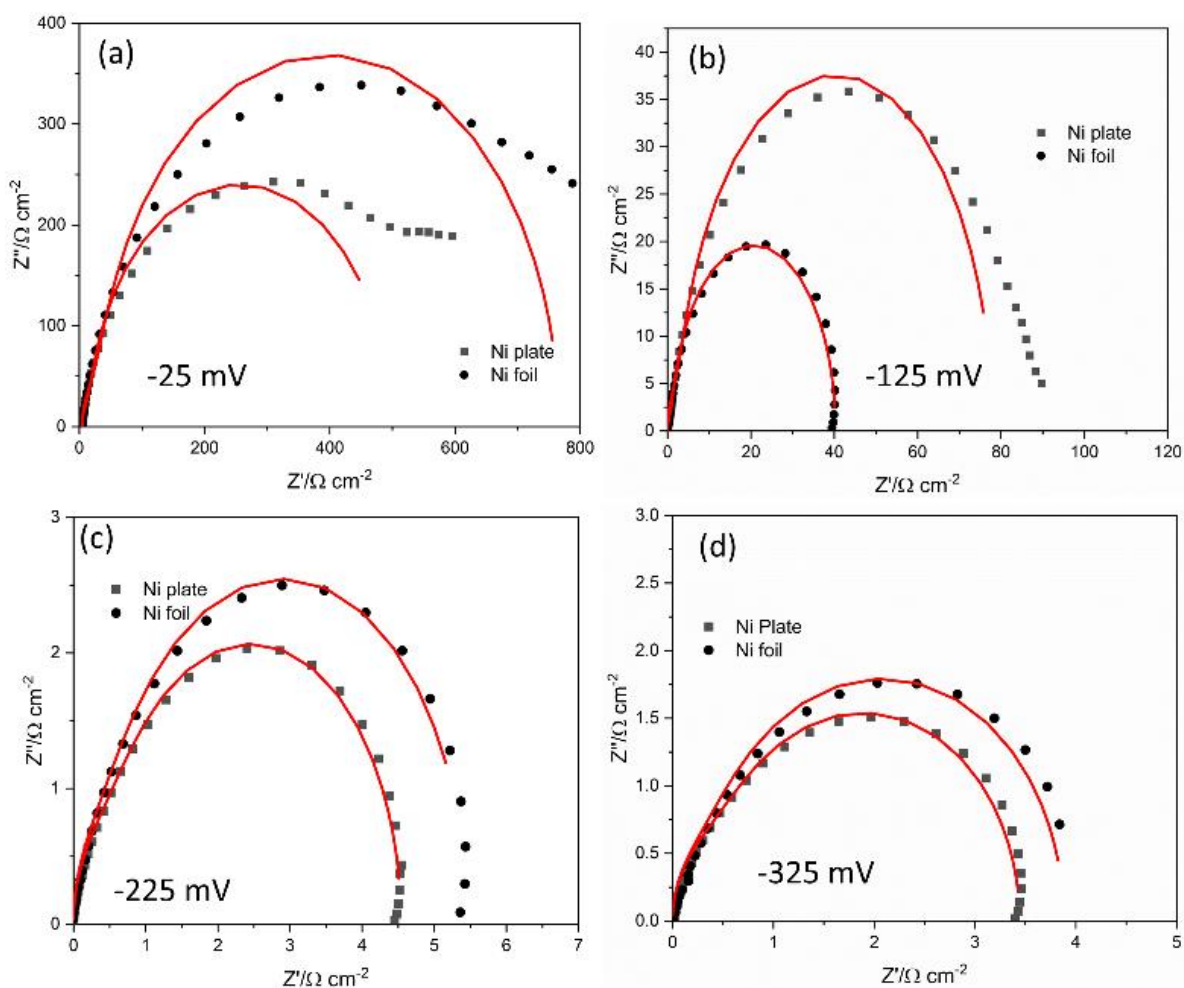 (a)
400
300
200
100
0
Z''/Ω cm⁻²
-25 mV
Ni plate
Ni foil
0 200 400 600 800
Z'/Ω cm⁻²
(b)
40
35
30
25
20
15
10
5
0
Z''/Ω cm⁻²
Ni plate
Ni foil
-125 mV
0 20 40 60 80 100 120
Z'/Ω cm⁻²
(c)
3
2
1
0
Z''/Ω cm⁻²
Ni plate
Ni foil
-225 mV
0 1 2 3 4 5 6 7
Z'/Ω cm⁻²
(d)
3.0
2.5
2.0
1.5
1.0
0.5
0.0
Z''/Ω cm⁻²
Ni Plate
Ni foil
-325 mV
0 1 2 3 4 5
Z'/Ω cm⁻²